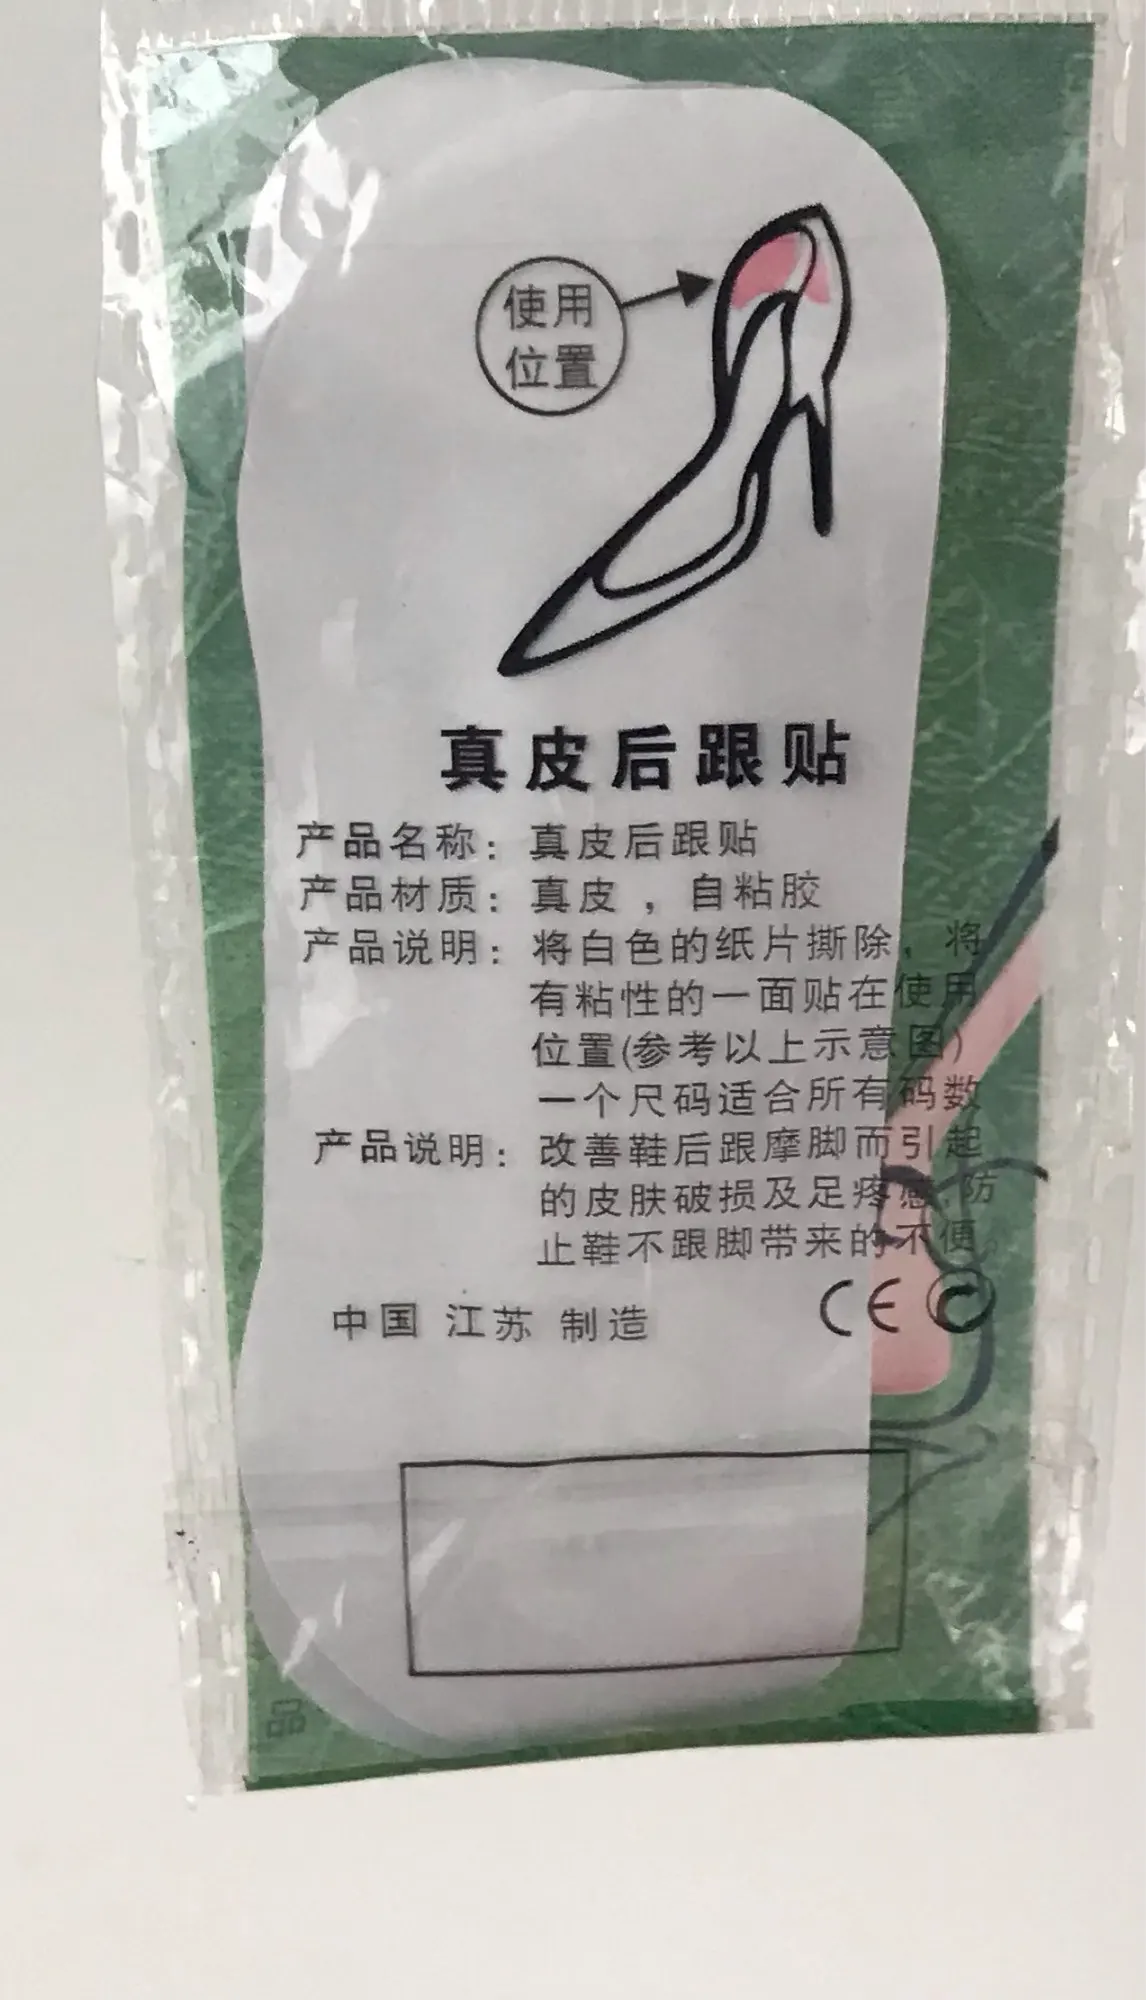 使用
位置
真皮后跟贴
产品名称：真皮后跟贴
产品材质：真皮，自粘胶
产品说明：将白色的纸片撕除，将
有粘性的一面贴在使用
位置(参考以上示意图)
一个尺码适合所有码数
产品说明：改善鞋后跟摩脚而引起
的皮肤破损及足疼感,防
止鞋不跟脚带来的不便。
中国 江苏 制造
CE
品